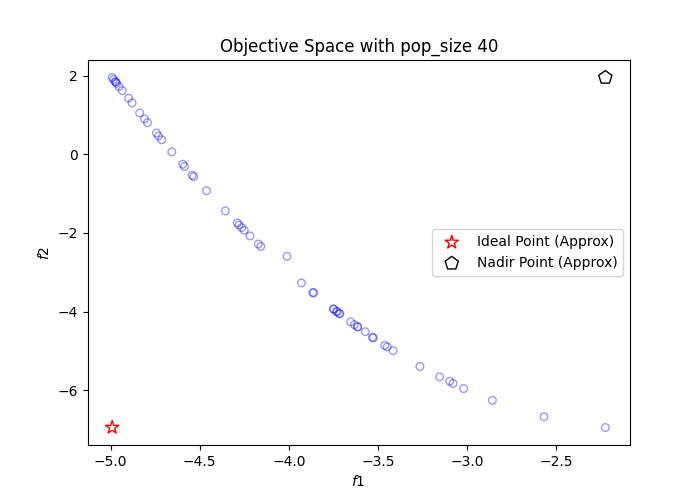 Objective Space with pop_size 40
2
0
−2
−4
−6
f2
Ideal Point (Approx)
Nadir Point (Approx)
−5.0 −4.5 −4.0 −3.5 −3.0 −2.5
f1